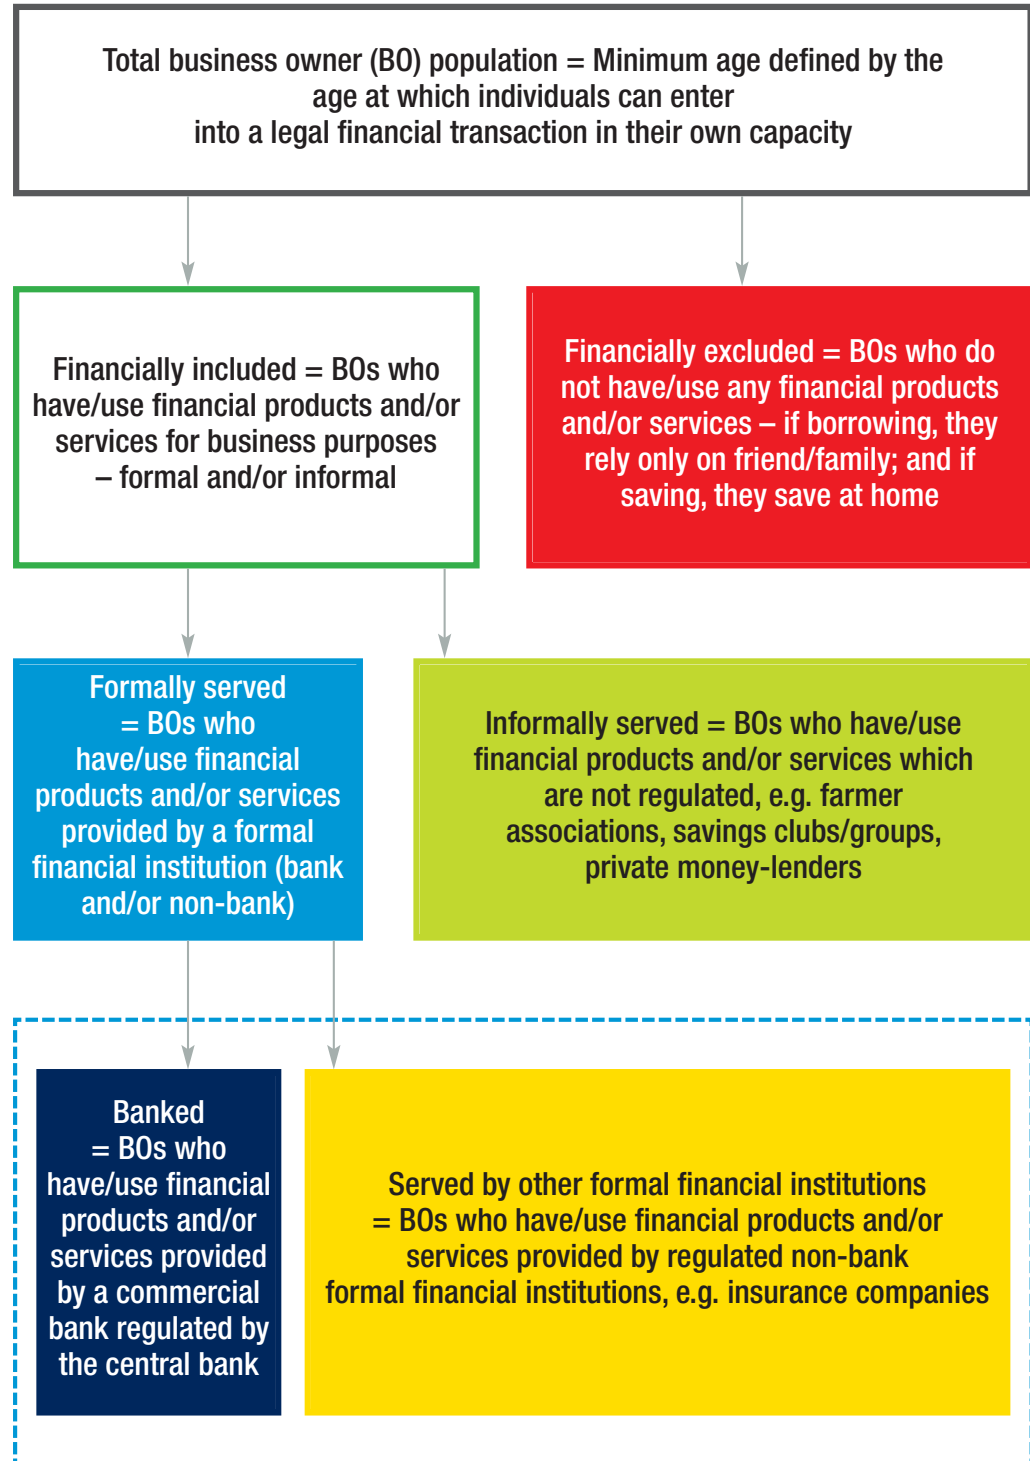 Total business owner (BO) population = Minimum age defined by the
age at which individuals can enter
into a legal financial transaction in their own capacity
Financially included = BOs who
have/use financial products and/or
services for business purposes
– formal and/or informal
Financially excluded = BOs who do
not have/use any financial products
and/or services – if borrowing, they
rely only on friend/family; and if
saving, they save at home
Formally served
= BOs who
have/use financial
products and/or services
provided by a formal
financial institution (bank
and/or non-bank)
Informally served = BOs who have/use
financial products and/or services which
are not regulated, e.g. farmer
associations, savings clubs/groups,
private money-lenders
Banked
= BOs who
have/use financial
products and/or
services provided
by a commercial
bank regulated by
the central bank
Served by other formal financial institutions
= BOs who have/use financial products and/or
services provided by regulated non-bank
formal financial institutions, e.g. insurance companies